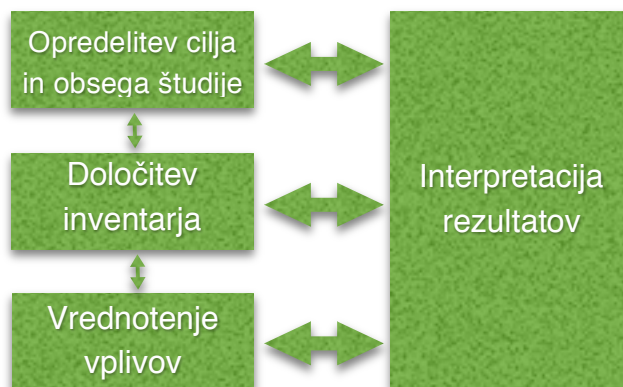 Opredelitev cilja
in obsega študije
Določitev
inventarja
Vrednotenje
vplivov
Interpretacija
rezultatov